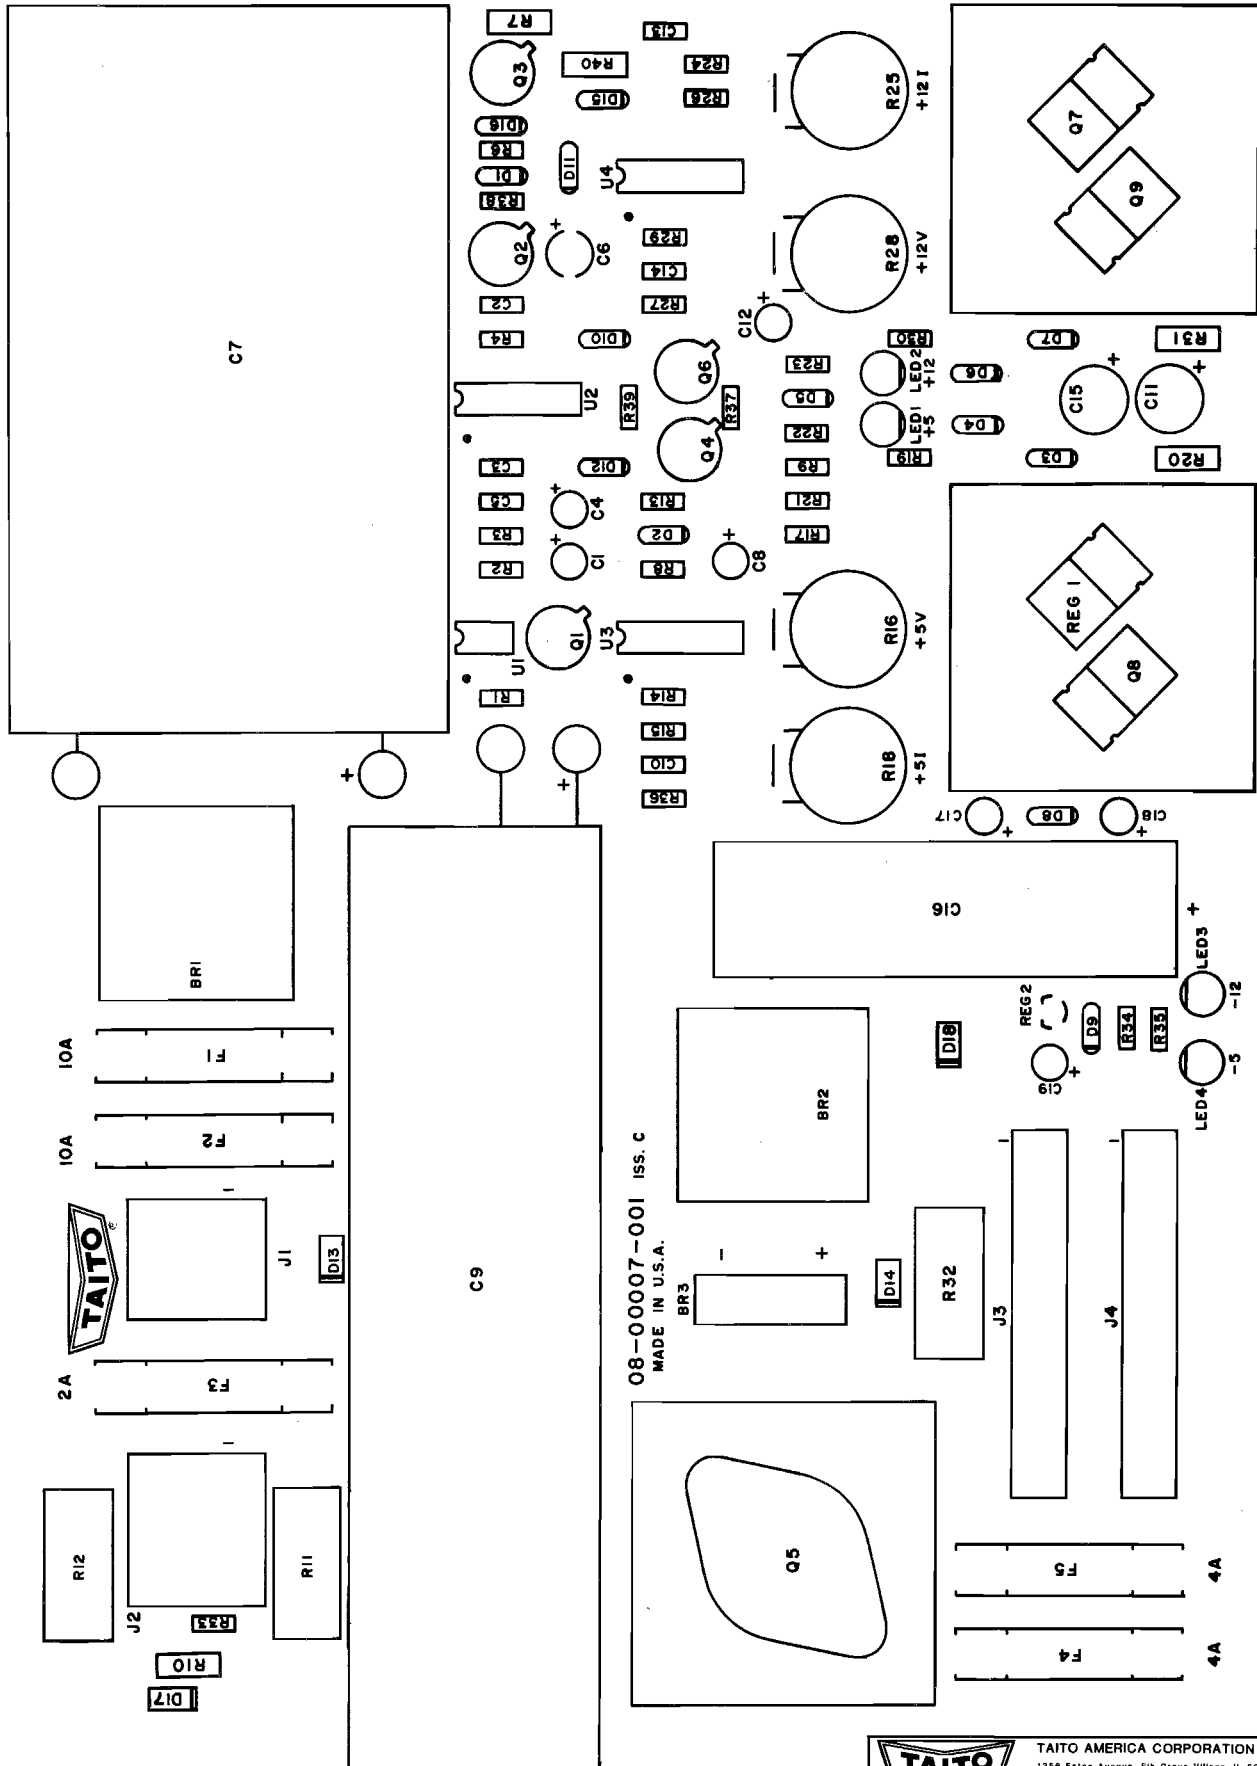 R7
C13
Q3
R40
R24
R25
+12I
D15
R26
D16
R6
D1
D11
U4
R38
Q7
Q9
Q2
+
C6
R29
C14
R27
R28
+12V
C2
C12
+
R4
D10
C7
Q6
R23
R30
LED2
+12
D7
R31
D6
U2
R39
R37
D5
C15
+
C11
+
LED1
+5
D4
Q4
R22
R19
D3
R20
C3
D12
R9
C5
+
C4
R13
R21
R3
+
C1
D2
R17
R2
R8
+
C8
REG 1
Q8
U1
Q1
U3
R16
+5V
R1
R14
R15
C10
R36
R18
+5I
+
+
C17
+
D8
C18
+
C16
+
BR1
LED3
-12
REG2
10A
F1
D18
D9
R34
R35
C19
+
-5
LED4
BR2
10A
F2
08-00007-001 ISS. C
MADE IN U.S.A.
-
-
-
TAITO
®
J1
D13
C9
BR3
-
+
D14
R32
J3
J4
2A
F3
-
R12
J2
R11
R33
R10
D17
Q5
F5
4A
F4
4A
TAITO
TAITO AMERICA CORPORATION